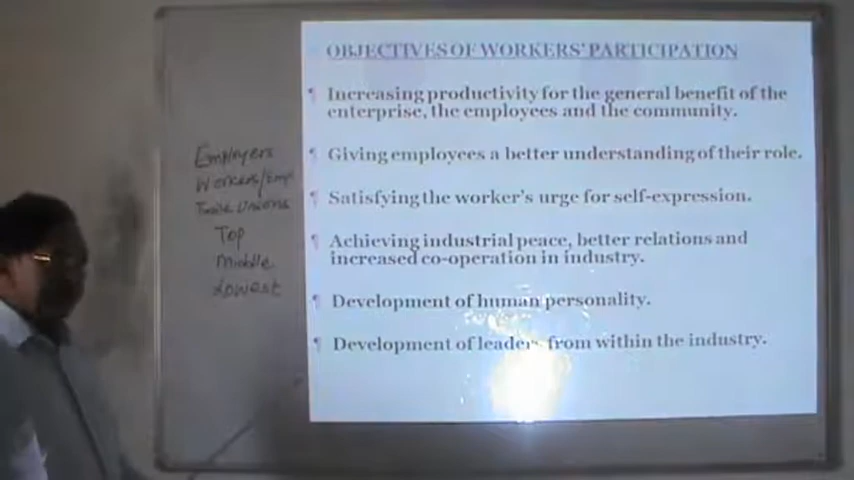 OBJECTIVES OF WORKERS' PARTICIPATION
Increasing productivity for the general benefit of the
enterprise, the employees and the community.
Giving employees a better understanding of their role.
Satisfying the worker's urge for self-expression.
Achieving industrial peace, better relations and
increased co-operation in industry.
Development of human personality.
Development of leaders from within the industry.
Employers
Workers/Empl
Trade Unions
Top
Middle
Lowest